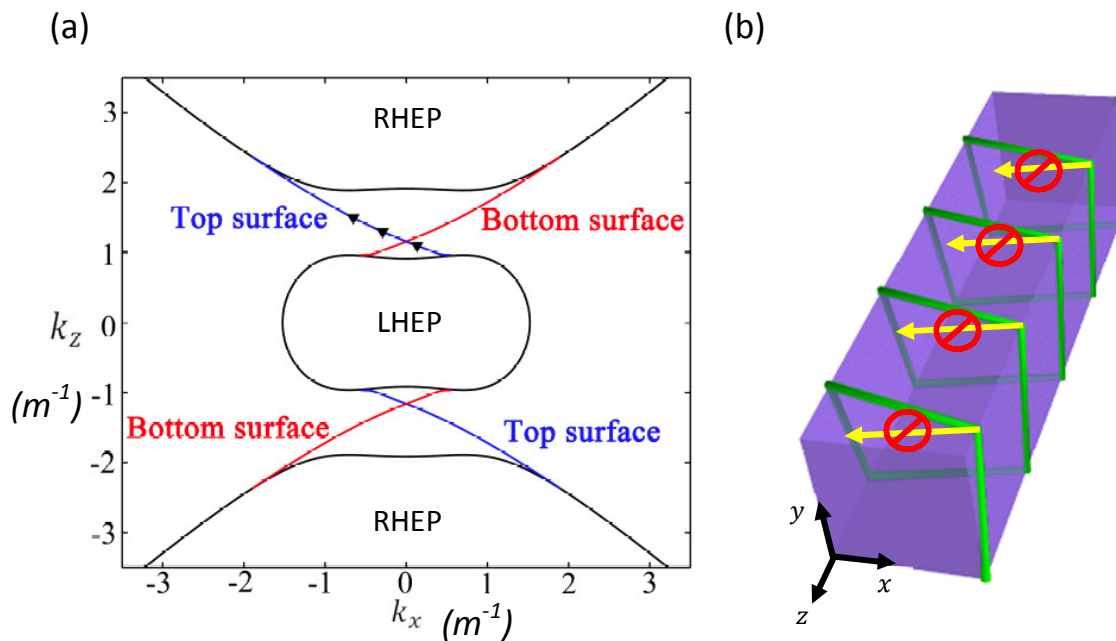 (a)
(b)
3
2
1
0
-1
-2
-3
k_z
(m^-1)
RHEP
Top surface
Bottom surface
LHEP
Bottom surface
Top surface
RHEP
-3 -2 -1 0 1 2 3
k_x (m^-1)
y
x
z